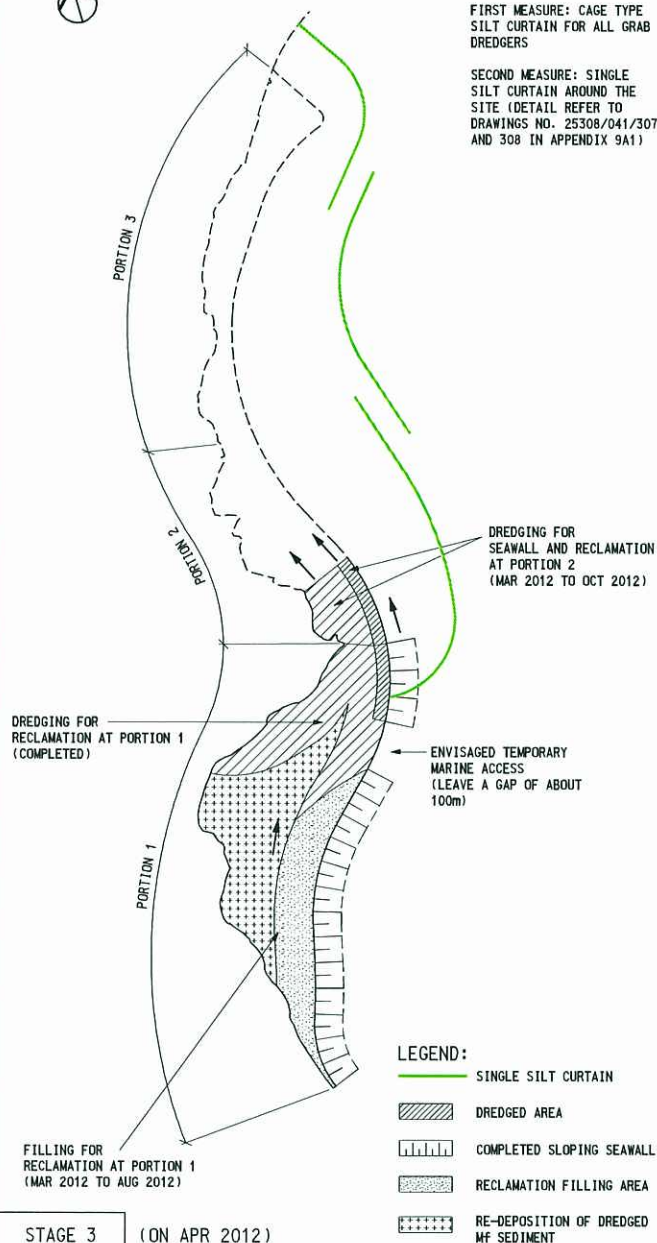 FIRST MEASURE: CAGE TYPE
SILT CURTAIN FOR ALL GRAB
DREDGERS
SECOND MEASURE: SINGLE
SILT CURTAIN AROUND THE
SITE (DETAIL REFER TO
DRAWINGS NO. 25308/041/307
AND 308 IN APPENDIX 9A1)
PORTION 3
PORTION 2
DREDGING FOR
SEAWALL AND RECLAMATION
AT PORTION 2
(MAR 2012 TO OCT 2012)
DREDGING FOR
RECLAMATION AT PORTION 1
(COMPLETED)
ENVISAGED TEMPORARY
MARINE ACCESS
(LEAVE A GAP OF ABOUT
100m)
PORTION 1
FILLING FOR
RECLAMATION AT PORTION 1
(MAR 2012 TO AUG 2012)
LEGEND:
SINGLE SILT CURTAIN
DREDGED AREA
COMPLETED SLOPING SEAWALL
RECLAMATION FILLING AREA
RE-DEPOSITION OF DREDGED
Mf SEDIMENT
STAGE 3 (ON APR 2012)